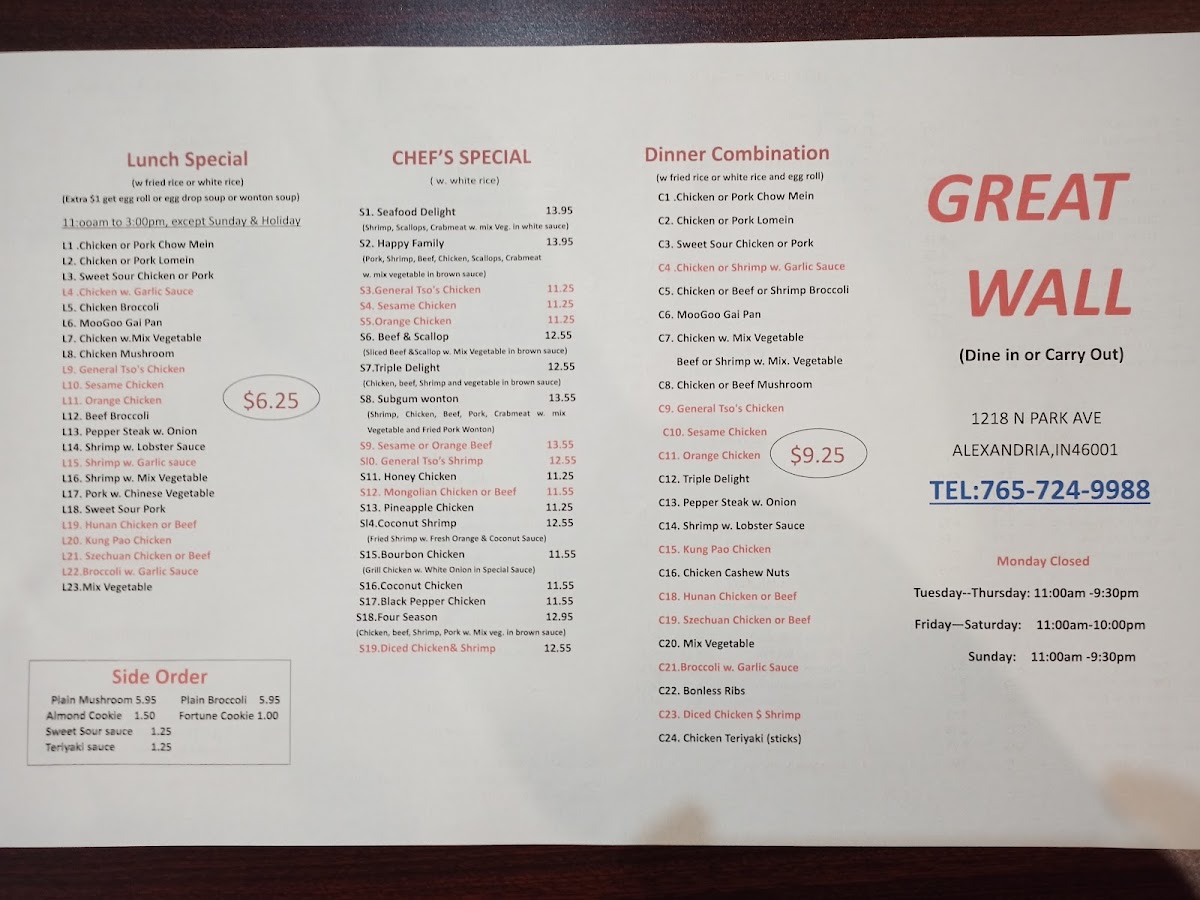 Lunch Special
(w fried rice or white rice)
(Extra $1 get egg roll or egg drop soup or wonton soup)
11:ooam to 3:00pm, except Sunday & Holiday
L1 .Chicken or Pork Chow Mein
L2. Chicken or Pork Lomein
L3. Sweet Sour Chicken or Pork
L4 .Chicken w. Garlic Sauce
L5. Chicken Broccoli
L6. MooGoo Gai Pan
L7. Chicken w.Mix Vegetable
L8. Chicken Mushroom
L9. General Tso's Chicken
L10. Sesame Chicken
L11. Orange Chicken
$6.25
L12. Beef Broccoli
L13. Pepper Steak w. Onion
L14. Shrimp w. Lobster Sauce
L15. Shrimp w. Garlic sauce
L16. Shrimp w. Mix Vegetable
L17. Pork w. Chinese Vegetable
L18. Sweet Sour Pork
L19. Hunan Chicken or Beef
L20. Kung Pao Chicken
L21. Szechuan Chicken or Beef
L22.Broccoli w. Garlic Sauce
L23.Mix Vegetable
Side Order
Plain Mushroom 5.95 Plain Broccoli 5.95
Almond Cookie 1.50 Fortune Cookie 1.00
Sweet Sour sauce 1.25
Teriyaki sauce 1.25
CHEF'S SPECIAL
( w. white rice)
S1. Seafood Delight 13.95
(Shrimp, Scallops, Crabmeat w. mix Veg. in white sauce)
S2. Happy Family 13.95
(Pork, Shrimp, Beef, Chicken, Scallops, Crabmeat
w. mix vegetable in brown sauce)
S3.General Tso's Chicken 11.25
S4. Sesame Chicken 11.25
S5.Orange Chicken 11.25
S6. Beef & Scallop 12.55
(Sliced Beef &Scallop w. Mix Vegetable in brown sauce)
S7.Triple Delight 12.55
(Chicken, beef, Shrimp and vegetable in brown sauce)
S8. Subgum wonton 13.55
(Shrimp, Chicken, Beef, Pork, Crabmeat w. mix
Vegetable and Fried Pork Wonton)
S9. Sesame or Orange Beef 13.55
Sl0. General Tso's Shrimp 12.55
S11. Honey Chicken 11.25
S12. Mongolian Chicken or Beef 11.55
S13. Pineapple Chicken 11.25
Sl4.Coconut Shrimp 12.55
(Fried Shrimp w. Fresh Orange & Coconut Sauce)
S15.Bourbon Chicken 11.55
(Grill Chicken w. White Onion in Special Sauce)
S16.Coconut Chicken 11.55
S17.Black Pepper Chicken 11.55
S18.Four Season 12.95
(Chicken, beef, Shrimp, Pork w. Mix veg. in brown sauce)
S19.Diced Chicken& Shrimp 12.55
Dinner Combination
(w fried rice or white rice and egg roll)
C1 .Chicken or Pork Chow Mein
C2. Chicken or Pork Lomein
C3. Sweet Sour Chicken or Pork
C4 .Chicken or Shrimp w. Garlic Sauce
C5. Chicken or Beef or Shrimp Broccoli
C6. MooGoo Gai Pan
C7. Chicken w. Mix Vegetable
Beef or Shrimp w. Mix. Vegetable
C8. Chicken or Beef Mushroom
C9. General Tso's Chicken
C10. Sesame Chicken
C11. Orange Chicken
$9.25
C12. Triple Delight
C13. Pepper Steak w. Onion
C14. Shrimp w. Lobster Sauce
C15. Kung Pao Chicken
C16. Chicken Cashew Nuts
C18. Hunan Chicken or Beef
C19. Szechuan Chicken or Beef
C20. Mix Vegetable
C21.Broccoli w. Garlic Sauce
C22. Bonless Ribs
C23. Diced Chicken $ Shrimp
C24. Chicken Teriyaki (sticks)
GREAT
WALL
(Dine in or Carry Out)
1218 N PARK AVE
ALEXANDRIA,IN46001
TEL:765-724-9988
Monday Closed
Tuesday--Thursday: 11:00am -9:30pm
Friday—Saturday: 11:00am-10:00pm
Sunday: 11:00am -9:30pm